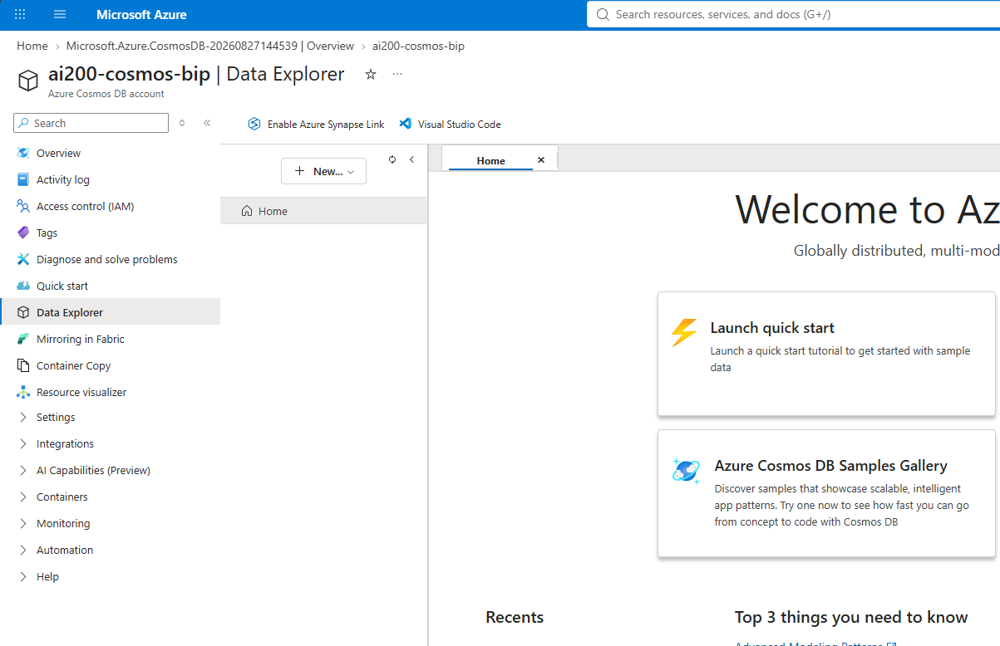 Microsoft Azure
Search resources, services, and docs (G+/)
Home > Microsoft.Azure.CosmosDB-20260827144539 | Overview > ai200-cosmos-bip
ai200-cosmos-bip | Data Explorer
Azure Cosmos DB account
Search
Enable Azure Synapse Link
Visual Studio Code
Overview
Activity log
Access control (IAM)
Tags
Diagnose and solve problems
Quick start
Data Explorer
Mirroring in Fabric
Container Copy
Resource visualizer
Settings
Integrations
AI Capabilities (Preview)
Containers
Monitoring
Automation
Help
New...
Home
Home
Welcome to Az
Globally distributed, multi-mod
Launch quick start
Launch a quick start tutorial to get started with sample
data
Azure Cosmos DB Samples Gallery
Discover samples that showcase scalable, intelligent
app patterns. Try one now to see how fast you can go
from concept to code with Cosmos DB
Recents
Top 3 things you need to know
Advanced Modeling Patterns